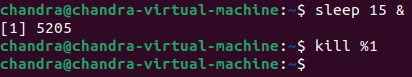 chandra@chandra-virtual-machine:~$ sleep 15 &
[1] 5205
chandra@chandra-virtual-machine:~$ kill %1
chandra@chandra-virtual-machine:~$